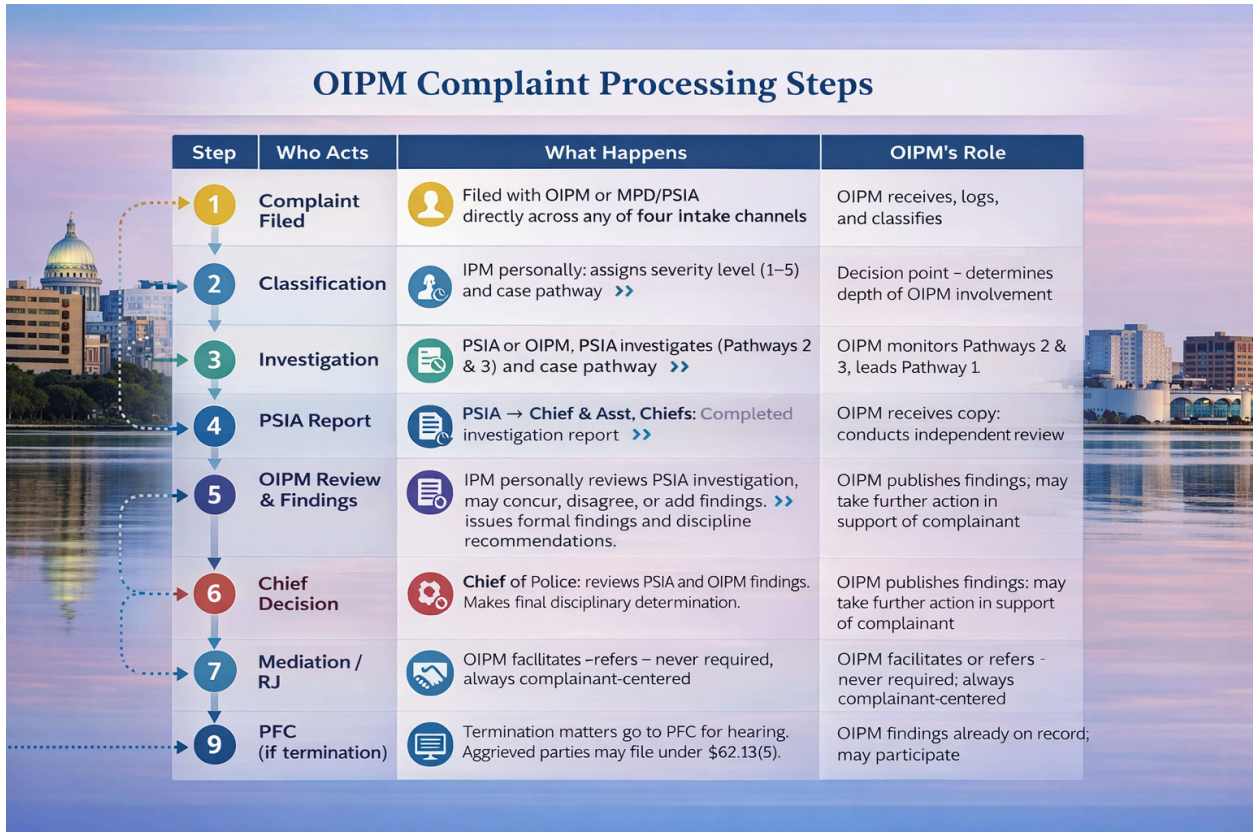 OIPM Complaint Processing Steps
Step Who Acts What Happens OIPM's Role
1
Complaint
Filed
Filed with OIPM or MPD/PSIA
directly across any of four intake channels
OIPM receives, logs,
and classifies
2
Classification
IPM personally: assigns severity level (1–5)
and case pathway >>
Decision point – determines
depth of OIPM involvement
3
Investigation
PSIA or OIPM, PSIA investigates (Pathways 2
& 3) and case pathway >>
OIPM monitors Pathways 2 &
3, leads Pathway 1
4
PSIA Report
PSIA → Chief & Asst, Chiefs: Completed
investigation report >>
OIPM receives copy:
conducts independent review
5
OIPM Review
& Findings
IPM personally reviews PSIA investigation,
may concur, disagree, or add findings. >>
issues formal findings and discipline
recommendations.
OIPM publishes findings; may
take further action in
support of complainant
6
Chief
Decision
Chief of Police: reviews PSIA and OIPM findings.
Makes final disciplinary determination.
OIPM publishes findings: may
take further action in support
of complainant
7
Mediation /
RJ
OIPM facilitates –refers – never required,
always complainant-centered
OIPM facilitates or refers -
never required; always
complainant-centered
9
PFC
(if termination)
Termination matters go to PFC for hearing.
Aggrieved parties may file under $62.13(5).
OIPM findings already on record;
may participate